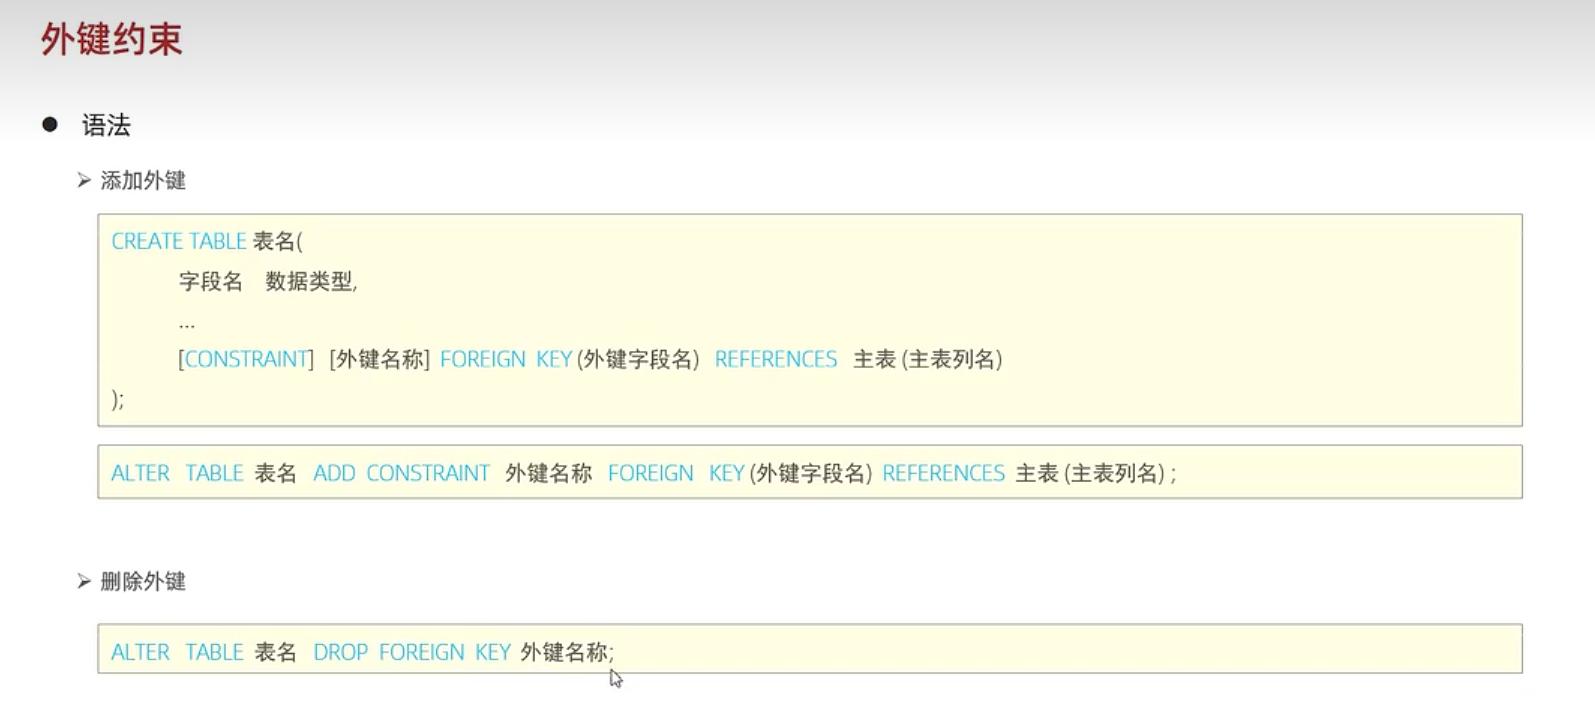 外键约束
语法
添加外键
CREATE TABLE 表名(
字段名 数据类型,
...
[CONSTRAINT] [外键名称] FOREIGN KEY (外键字段名) REFERENCES 主表 (主表列名)
);
ALTER TABLE 表名 ADD CONSTRAINT 外键名称 FOREIGN KEY (外键字段名) REFERENCES 主表 (主表列名) ;
删除外键
ALTER TABLE 表名 DROP FOREIGN KEY 外键名称;